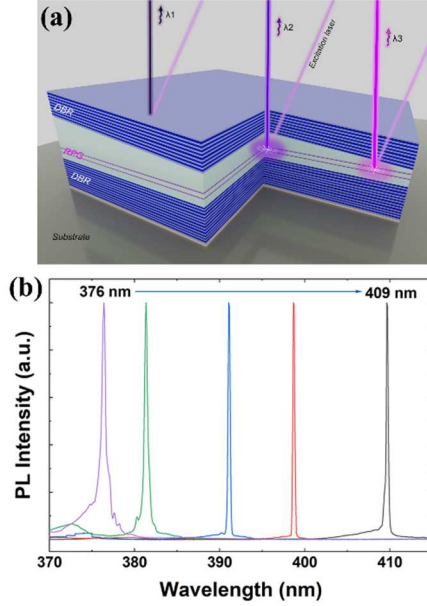 (a)
λ1
λ2
λ3
Excitation laser
DBR
RPG
DBR
Substrate
(b)
376 nm
409 nm
PL Intensity (a.u.)
370
380
390
400
410
Wavelength (nm)